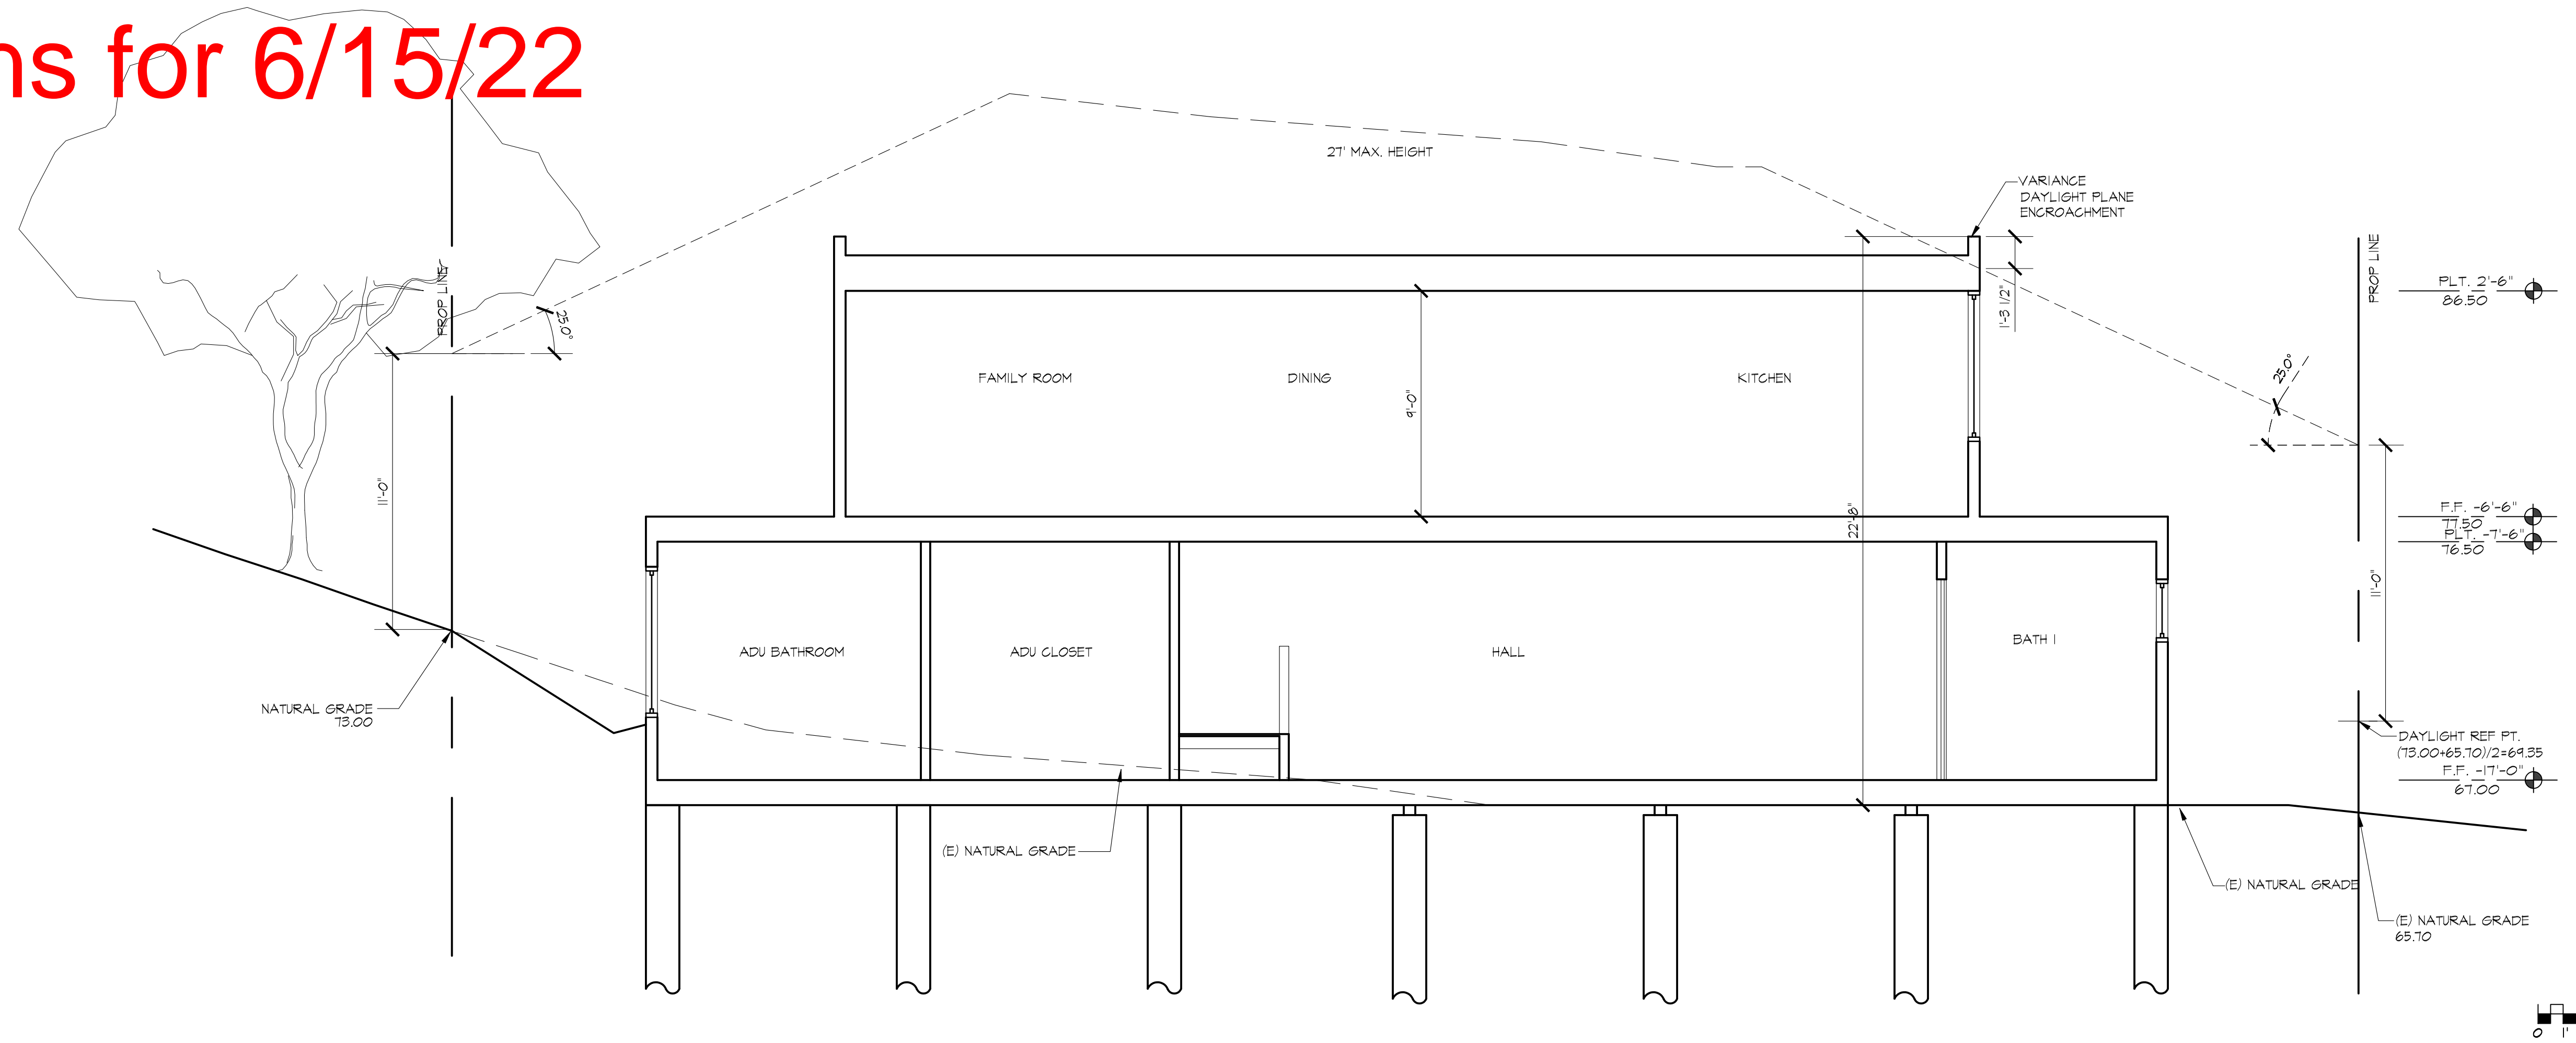 ns for 6/15/22
27' MAX. HEIGHT
VARIANCE
DAYLIGHT PLANE
ENCROACHMENT
PROP LINE
PROP LINE
PLT. 2'-6"
86.50
1'-3 1/2"
25.0°
25.0°
FAMILY ROOM
DINING
KITCHEN
9'-0"
11'-0"
22'-8"
F.F. -6'-6"
77.50
PLT. -7'-6"
76.50
11'-0"
ADU BATHROOM
ADU CLOSET
HALL
BATH 1
NATURAL GRADE
73.00
DAYLIGHT REF PT.
(73.00+65.70)/2=69.35
F.F. -17'-0"
67.00
(E) NATURAL GRADE
(E) NATURAL GRADE
(E) NATURAL GRADE
65.70
0 1'